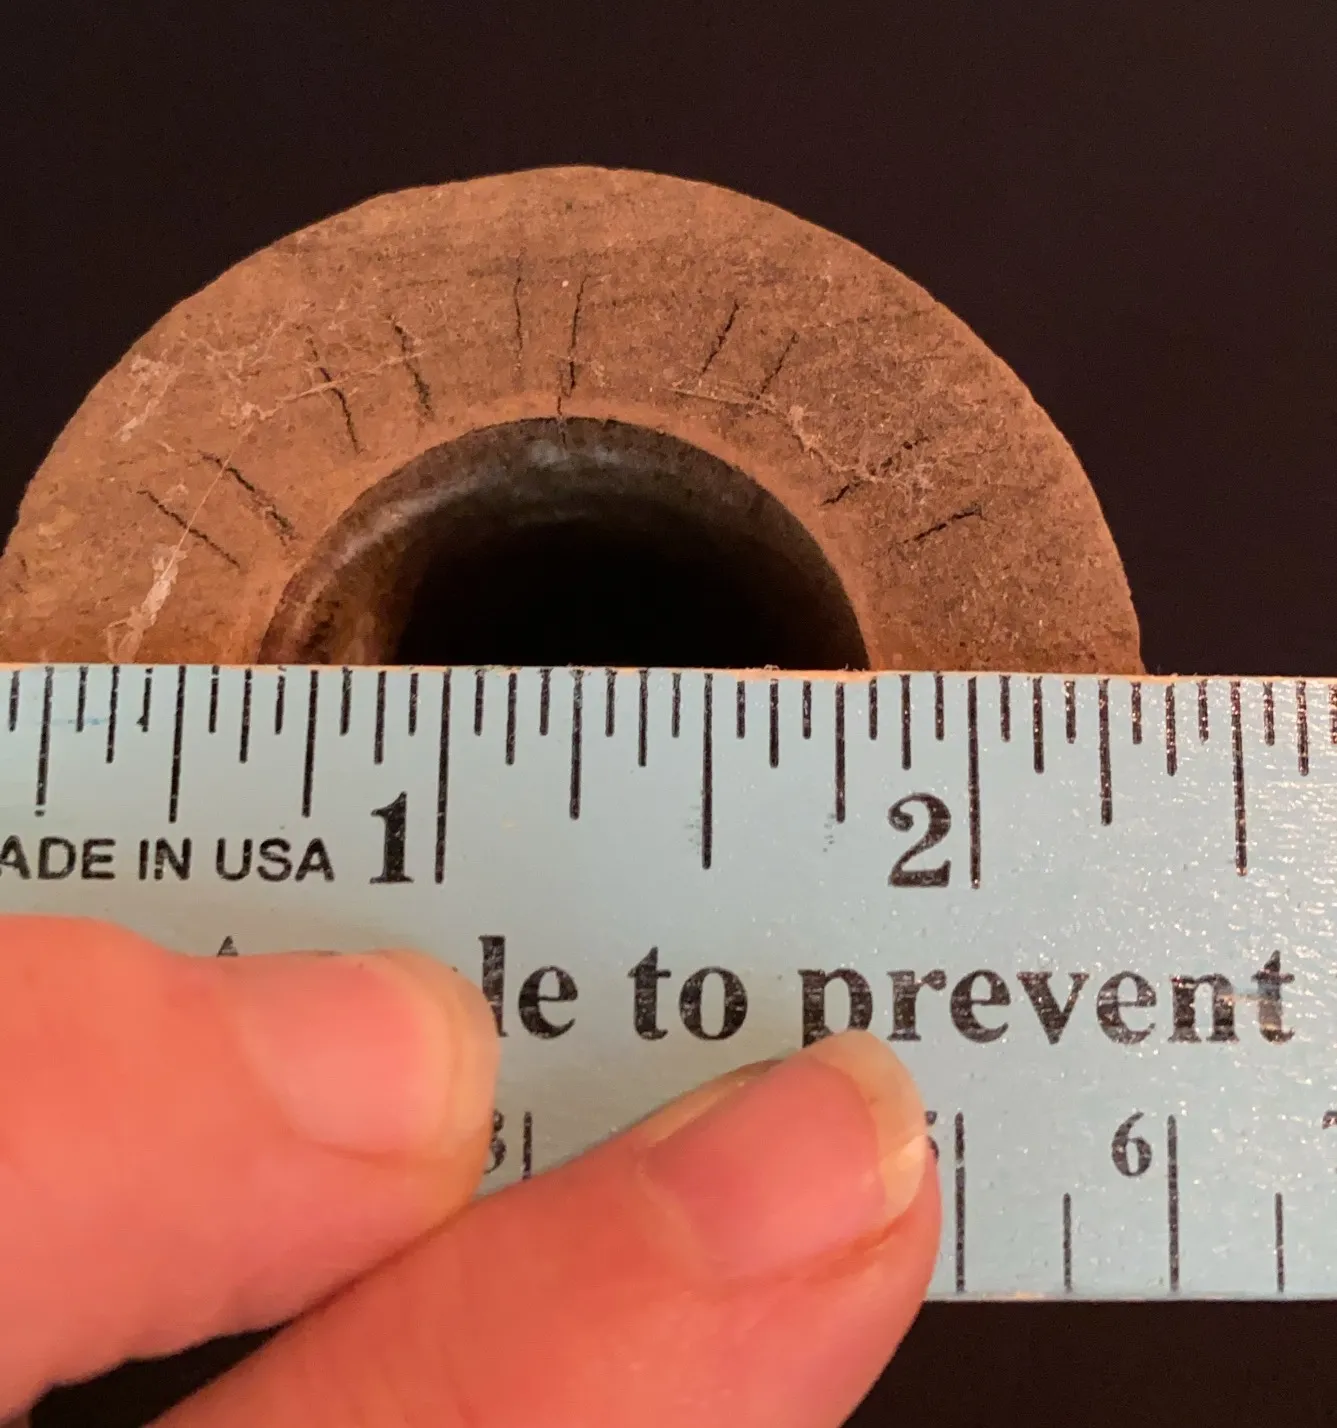 ADE IN USA 1 2
le to prevent
6